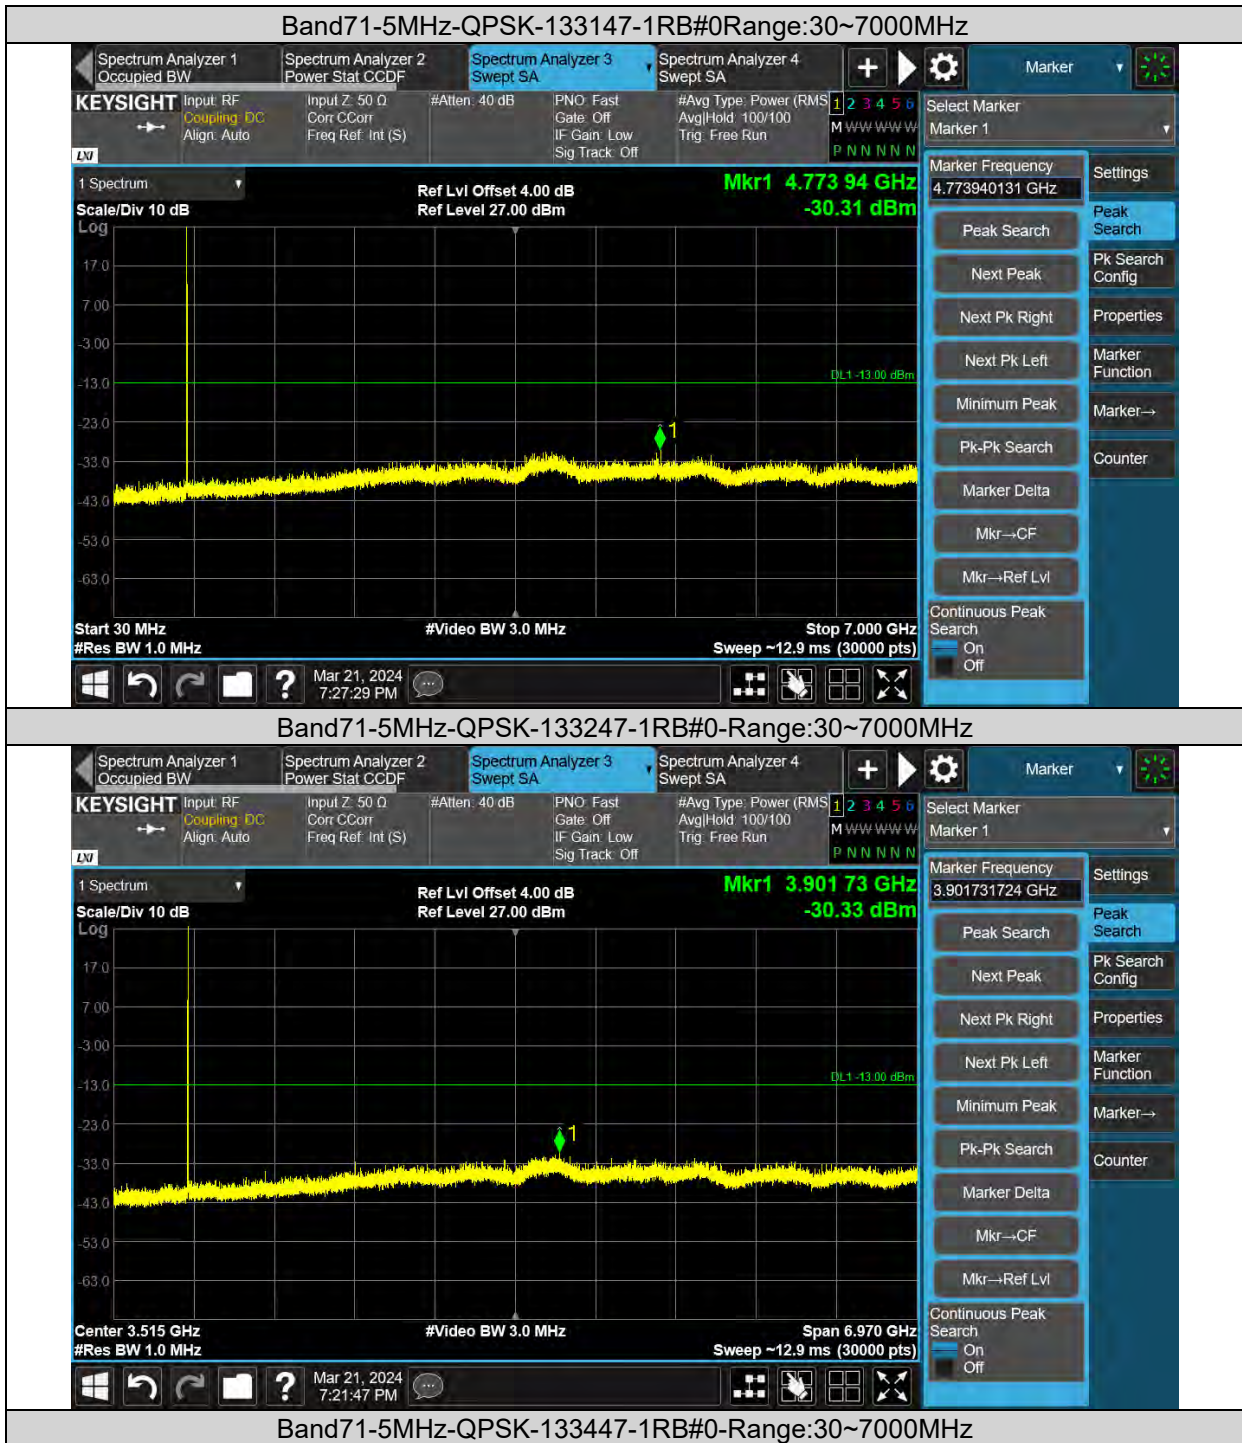 Band71-5MHz-QPSK-133147-1RB#0Range:30~7000MHz
Spectrum Analyzer 1
Occupied BW
Spectrum Analyzer 2
Power Stat CCDF
Spectrum Analyzer 3
Swept SA
Spectrum Analyzer 4
Swept SA
Marker
KEYSIGHT
LXI
Input: RF
Coupling: DC
Align: Auto
Input Z: 50 Ω
Corr CCorr
Freq Ref: Int (S)
#Atten: 40 dB
PNO: Fast
Gate: Off
IF Gain: Low
Sig Track: Off
#Avg Type: Power (RMS
Avg|Hold: 100/100
Trig: Free Run
1 2 3 4 5 6
M W W W W W
P N N N N N
Select Marker
Marker 1
1 Spectrum
Scale/Div 10 dB
Log
Ref Lvl Offset 4.00 dB
Ref Level 27.00 dBm
Mkr1 4.773 94 GHz
-30.31 dBm
17.0
7.00
-3.00
-13.0
-23.0
-33.0
-43.0
-53.0
-63.0
DL1 -13.00 dBm
1
Start 30 MHz
#Res BW 1.0 MHz
#Video BW 3.0 MHz
Stop 7.000 GHz
Sweep ~12.9 ms (30000 pts)
Marker Frequency
4.773940131 GHz
Peak Search
Next Peak
Next Pk Right
Next Pk Left
Minimum Peak
Pk-Pk Search
Marker Delta
Mkr→CF
Mkr→Ref Lvl
Continuous Peak
Search
On
Off
Settings
Peak
Search
Pk Search
Config
Properties
Marker
Function
Marker→
Counter
?
Mar 21, 2024
7:27:29 PM
Band71-5MHz-QPSK-133247-1RB#0-Range:30~7000MHz
Spectrum Analyzer 1
Occupied BW
Spectrum Analyzer 2
Power Stat CCDF
Spectrum Analyzer 3
Swept SA
Spectrum Analyzer 4
Swept SA
Marker
KEYSIGHT
LXI
Input: RF
Coupling: DC
Align: Auto
Input Z: 50 Ω
Corr CCorr
Freq Ref: Int (S)
#Atten: 40 dB
PNO: Fast
Gate: Off
IF Gain: Low
Sig Track: Off
#Avg Type: Power (RMS
Avg|Hold: 100/100
Trig: Free Run
1 2 3 4 5 6
M W W W W W
P N N N N N
Select Marker
Marker 1
1 Spectrum
Scale/Div 10 dB
Log
Ref Lvl Offset 4.00 dB
Ref Level 27.00 dBm
Mkr1 3.901 73 GHz
-30.33 dBm
17.0
7.00
-3.00
-13.0
-23.0
-33.0
-43.0
-53.0
-63.0
DL1 -13.00 dBm
1
Center 3.515 GHz
#Res BW 1.0 MHz
#Video BW 3.0 MHz
Span 6.970 GHz
Sweep ~12.9 ms (30000 pts)
Marker Frequency
3.901731724 GHz
Peak Search
Next Peak
Next Pk Right
Next Pk Left
Minimum Peak
Pk-Pk Search
Marker Delta
Mkr→CF
Mkr→Ref Lvl
Continuous Peak
Search
On
Off
Settings
Peak
Search
Pk Search
Config
Properties
Marker
Function
Marker→
Counter
?
Mar 21, 2024
7:21:47 PM
Band71-5MHz-QPSK-133447-1RB#0-Range:30~7000MHz